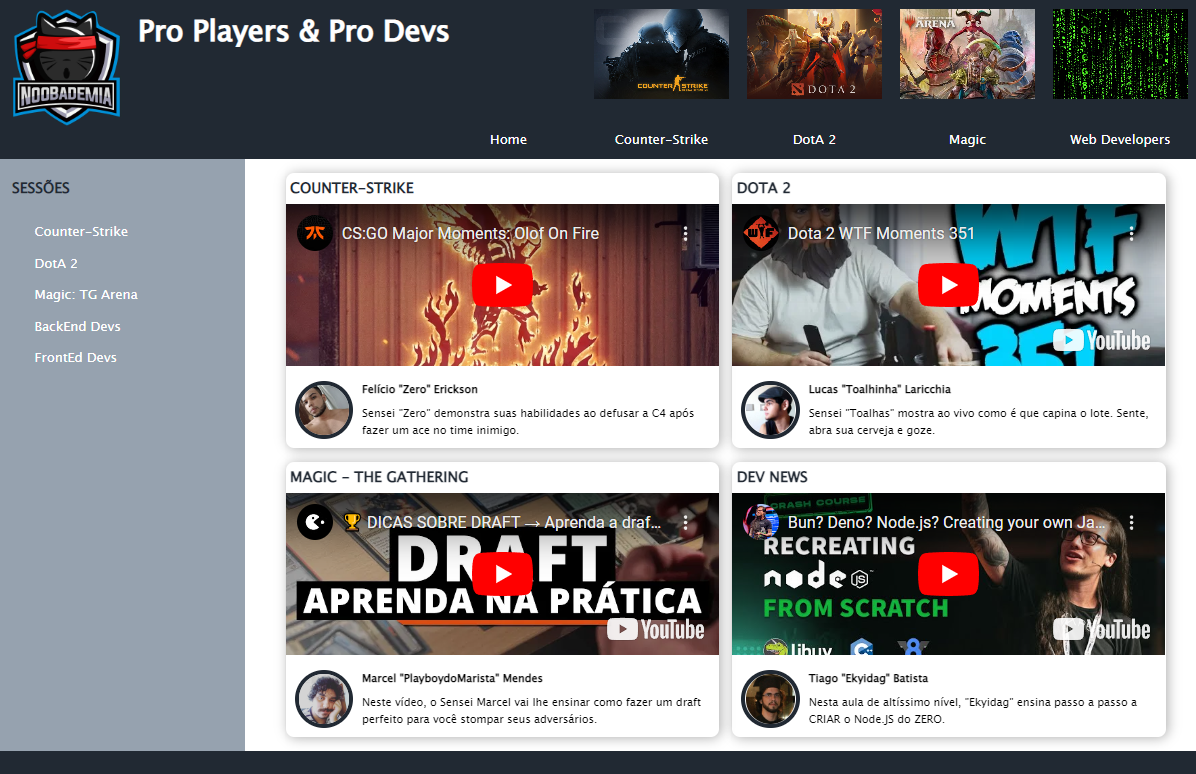 NOOBADEMIA
Pro Players & Pro Devs
COUNTER STRIKE
DOTA 2
ARENA
Home
Counter-Strike
DotA 2
Magic
Web Developers
SESSÕES
Counter-Strike
DotA 2
Magic: TG Arena
BackEnd Devs
FrontEd Devs
COUNTER-STRIKE
CS:GO Major Moments: Olof On Fire
Felício "Zero" Erickson
Sensei "Zero" demonstra suas habilidades ao defusar a C4 após
fazer um ace no time inimigo.
DOTA 2
WTF
Dota 2 WTF Moments 351
WTF
MOMENTS
351
YouTube
Lucas "Toalhinha" Laricchia
Sensei "Toalhas" mostra ao vivo como é que capina o lote. Sente,
abra sua cerveja e goze.
MAGIC - THE GATHERING
🏆 DICAS SOBRE DRAFT → Aprenda a draf...
DRAFT
APRENDA NA PRÁTICA
YouTube
Marcel "PlayboydoMarista" Mendes
Neste vídeo, o Sensei Marcel vai lhe ensinar como fazer um draft
perfeito para você stompar seus adversários.
DEV NEWS
CRASH COURSE
Bun? Deno? Node.js? Creating your own Ja...
RECREATING
node JS
FROM SCRATCH
libuv
C++
8
YouTube
Tiago "Ekyidag" Batista
Nesta aula de altíssimo nível, "Ekyidag" ensina passo a passo a
CRIAR o Node.JS do ZERO.